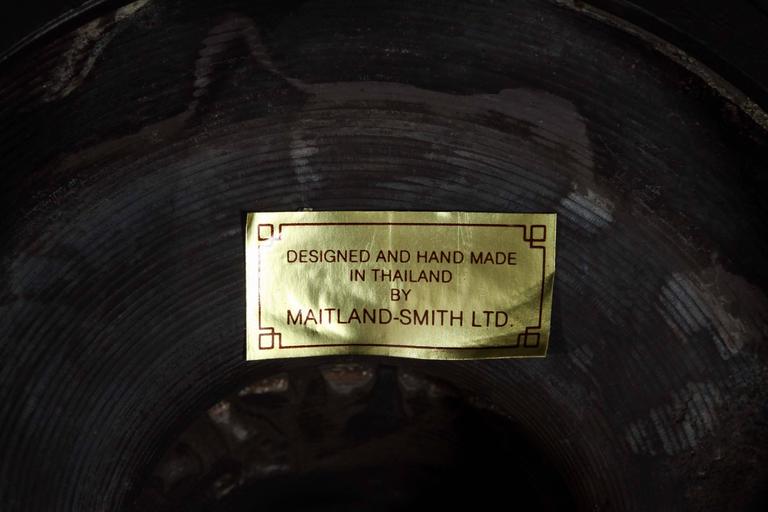 DESIGNED AND HAND MADE
IN THAILAND
BY
MAITLAND-SMITH LTD.